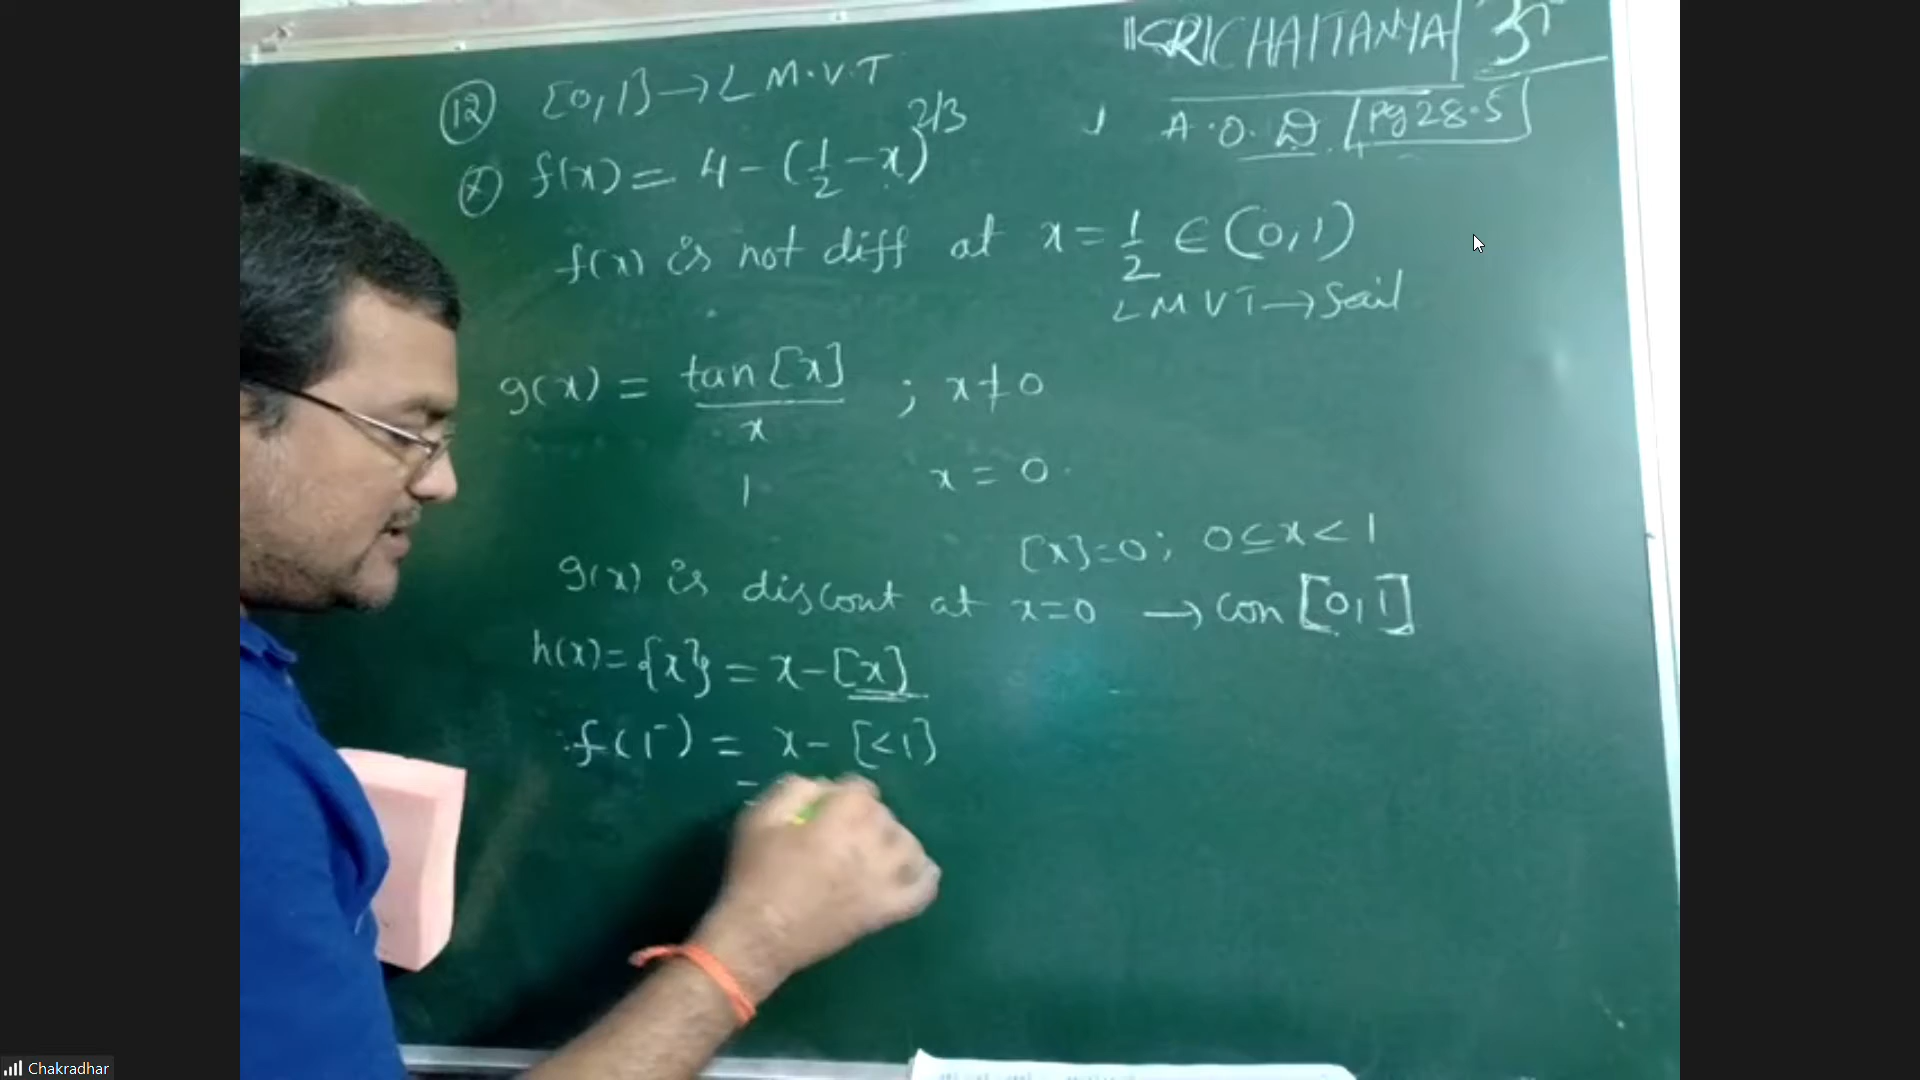 SRICHAITANYA
A.O.D Pg 28.5
12 [0,1] → LMVT
f(x) = 4 - (1/2 - x)^2/3
f(x) is not diff at x = 1/2 ∈ (0,1)
LMVT → fail
g(x) = tan[x]/x ; x ≠ 0
1 x = 0.
[x]=0; 0≤x<1
g(x) is discont at x=0 → con [0,1]
h(x) = {x} = x-[x]
f(1⁻) = x - [<1]
=
Chakradhar